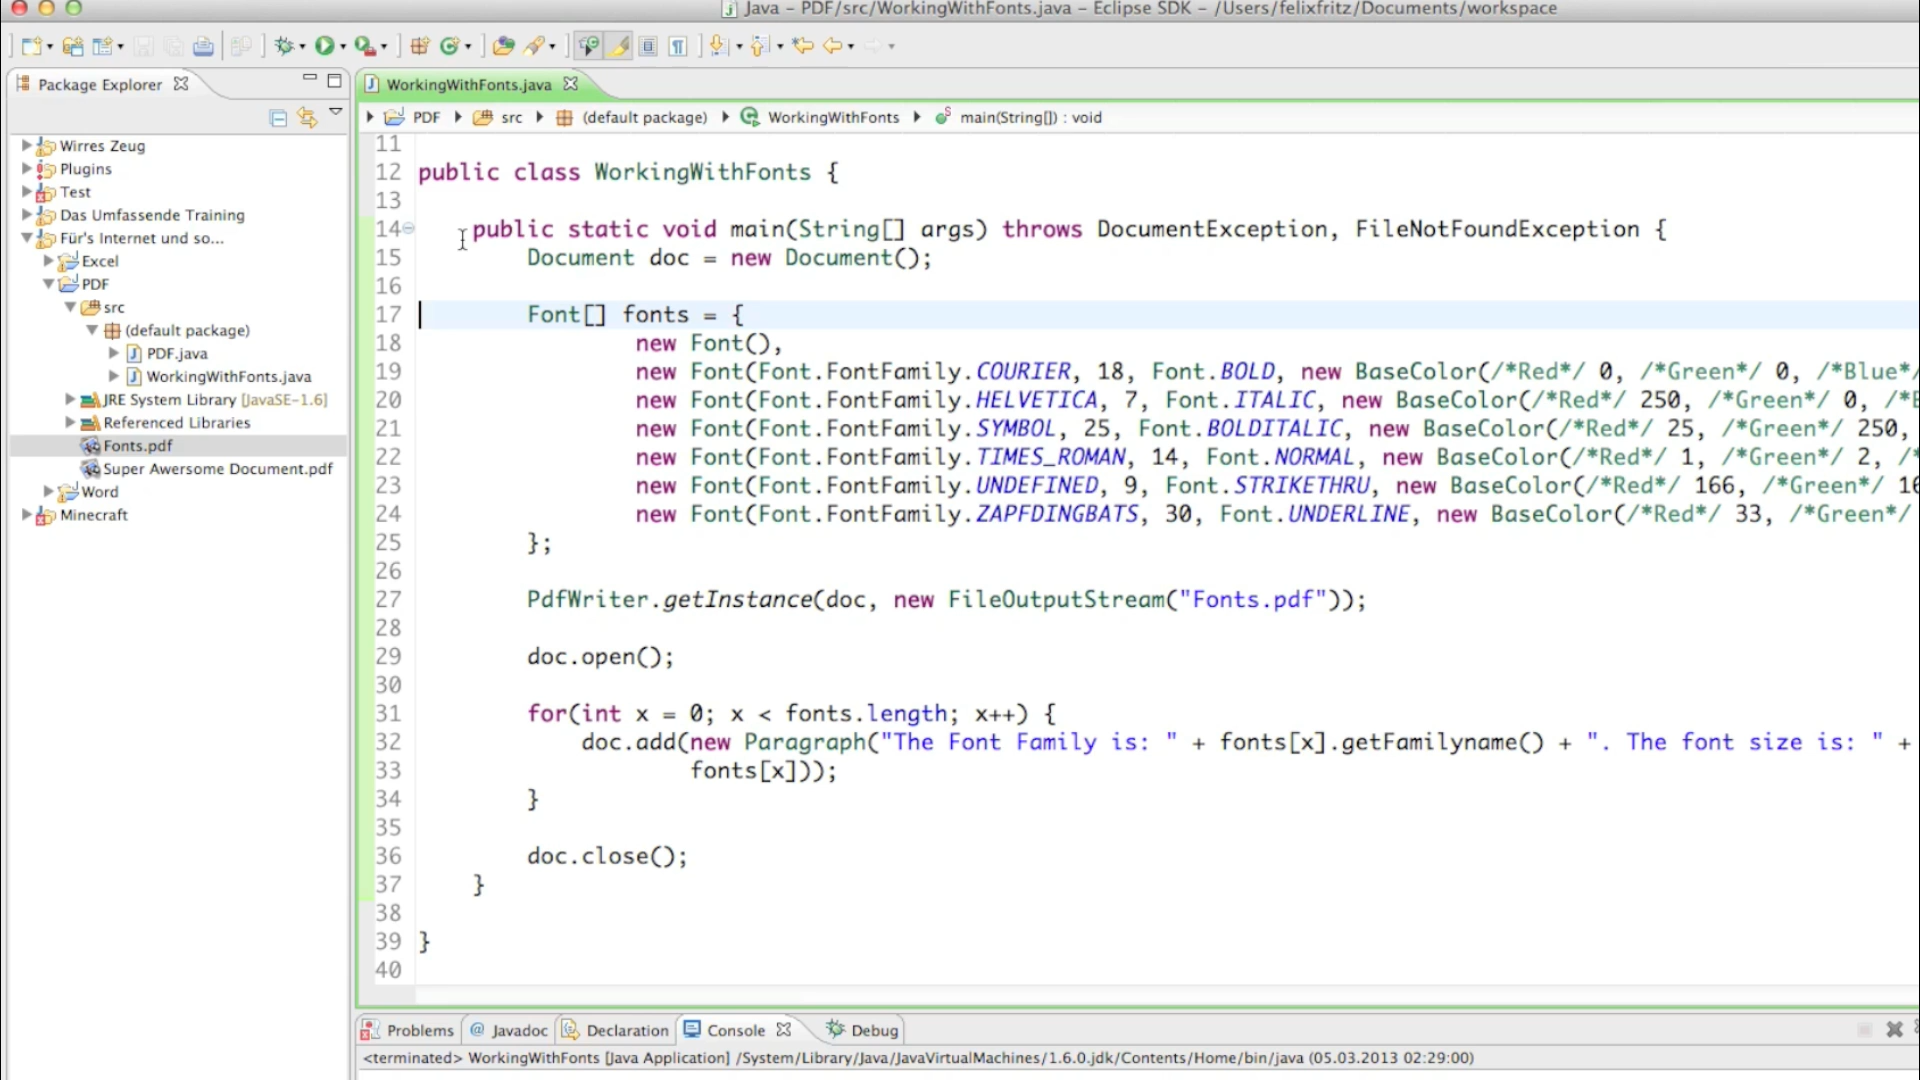 Java – PDF/src/WorkingWithFonts.java – Eclipse SDK – /Users/felixfritz/Documents/workspace
Package Explorer
Wirres Zeug
Plugins
Test
Das Umfassende Training
Für's Internet und so...
Excel
PDF
src
(default package)
PDF.java
WorkingWithFonts.java
JRE System Library [JavaSE-1.6]
Referenced Libraries
Fonts.pdf
Super Awersome Document.pdf
Word
Minecraft
WorkingWithFonts.java
PDF src (default package) WorkingWithFonts main(String[]) : void
11
12 public class WorkingWithFonts {
13
14 public static void main(String[] args) throws DocumentException, FileNotFoundException {
15 Document doc = new Document();
16
17 Font[] fonts = {
18 new Font(),
19 new Font(Font.FontFamily.COURIER, 18, Font.BOLD, new BaseColor(/*Red*/ 0, /*Green*/ 0, /*Blue*/
20 new Font(Font.FontFamily.HELVETICA, 7, Font.ITALIC, new BaseColor(/*Red*/ 250, /*Green*/ 0, /*
21 new Font(Font.FontFamily.SYMBOL, 25, Font.BOLDITALIC, new BaseColor(/*Red*/ 25, /*Green*/ 250,
22 new Font(Font.FontFamily.TIMES_ROMAN, 14, Font.NORMAL, new BaseColor(/*Red*/ 1, /*Green*/ 2, /*
23 new Font(Font.FontFamily.UNDEFINED, 9, Font.STRIKETHRU, new BaseColor(/*Red*/ 166, /*Green*/
24 new Font(Font.FontFamily.ZAPFDINGBATS, 30, Font.UNDERLINE, new BaseColor(/*Red*/ 33, /*Green*/
25 };
26
27 PdfWriter.getInstance(doc, new FileOutputStream("Fonts.pdf"));
28
29 doc.open();
30
31 for(int x = 0; x < fonts.length; x++) {
32 doc.add(new Paragraph("The Font Family is: " + fonts[x].getFamilyname() + ". The font size is: " +
33 fonts[x]));
34 }
35
36 doc.close();
37 }
38
39 }
40
Problems @ Javadoc Declaration Console Debug
<terminated> WorkingWithFonts [Java Application] /System/Library/Java/JavaVirtualMachines/1.6.0.jdk/Contents/Home/bin/java (05.03.2013 02:29:00)